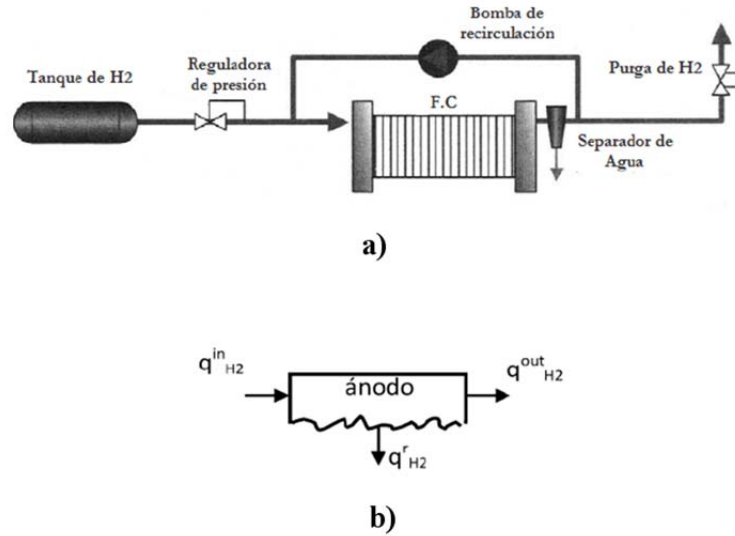 Bomba de
recirculación
Tanque de H2
Reguladora
de presión
Purga de H2
F.C
Separador de
Agua
a)
q^in_H2
ánodo
q^out_H2
q^r_H2
b)